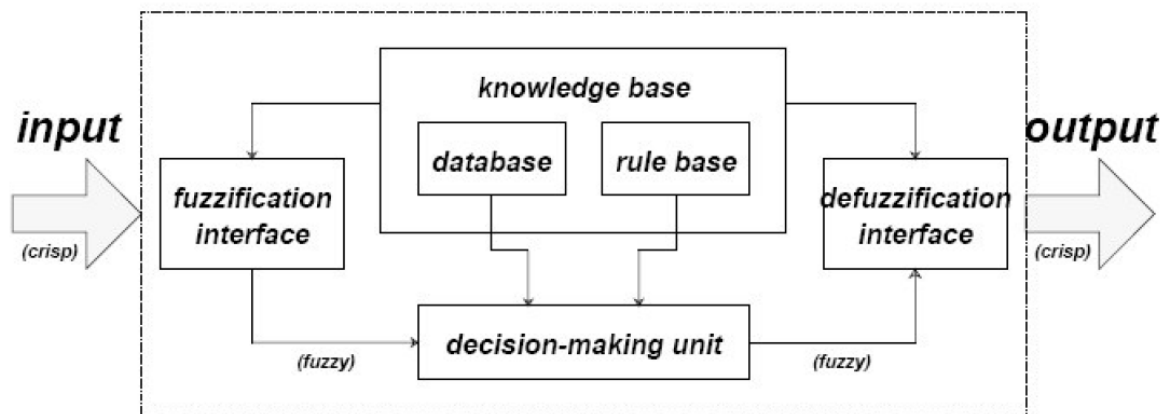 knowledge base
input
output
database
rule base
fuzzification
interface
defuzzification
interface
(crisp)
(crisp)
decision-making unit
(fuzzy)
(fuzzy)